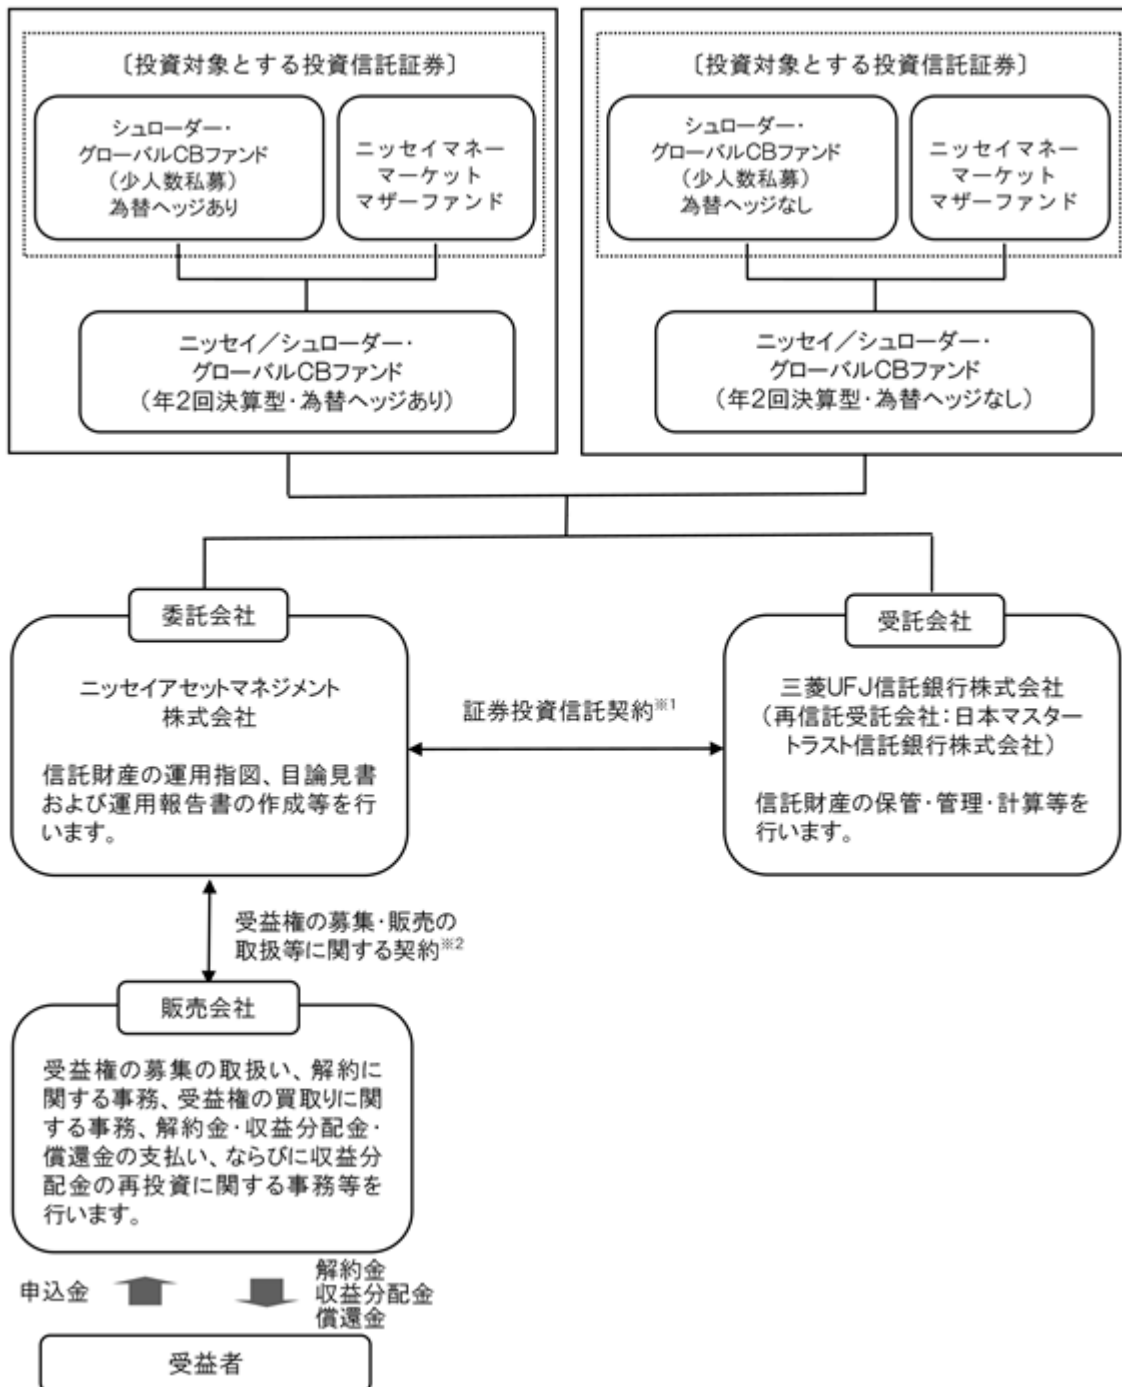 〔投資対象とする投資信託証券〕
シュローダー・
グローバルCBファンド
（少人数私募）
為替ヘッジあり
ニッセイマネー
マーケット
マザーファンド
ニッセイ／シュローダー・
グローバルCBファンド
（年2回決算型・為替ヘッジあり）
〔投資対象とする投資信託証券〕
シュローダー・
グローバルCBファンド
（少人数私募）
為替ヘッジなし
ニッセイマネー
マーケット
マザーファンド
ニッセイ／シュローダー・
グローバルCBファンド
（年2回決算型・為替ヘッジなし）
委託会社
ニッセイアセットマネジメント
株式会社
信託財産の運用指図、目論見書
および運用報告書の作成等を行
います。
証券投資信託契約※1
受託会社
三菱UFJ信託銀行株式会社
（再信託受託会社：日本マスター
トラスト信託銀行株式会社）
信託財産の保管・管理・計算等を
行います。
受益権の募集・販売の
取扱等に関する契約※2
販売会社
受益権の募集の取扱い、解約に
関する事務、受益権の買取りに関
する事務、解約金・収益分配金・
償還金の支払い、ならびに収益分
配金の再投資に関する事務等を
行います。
申込金
解約金
収益分配金
償還金
受益者